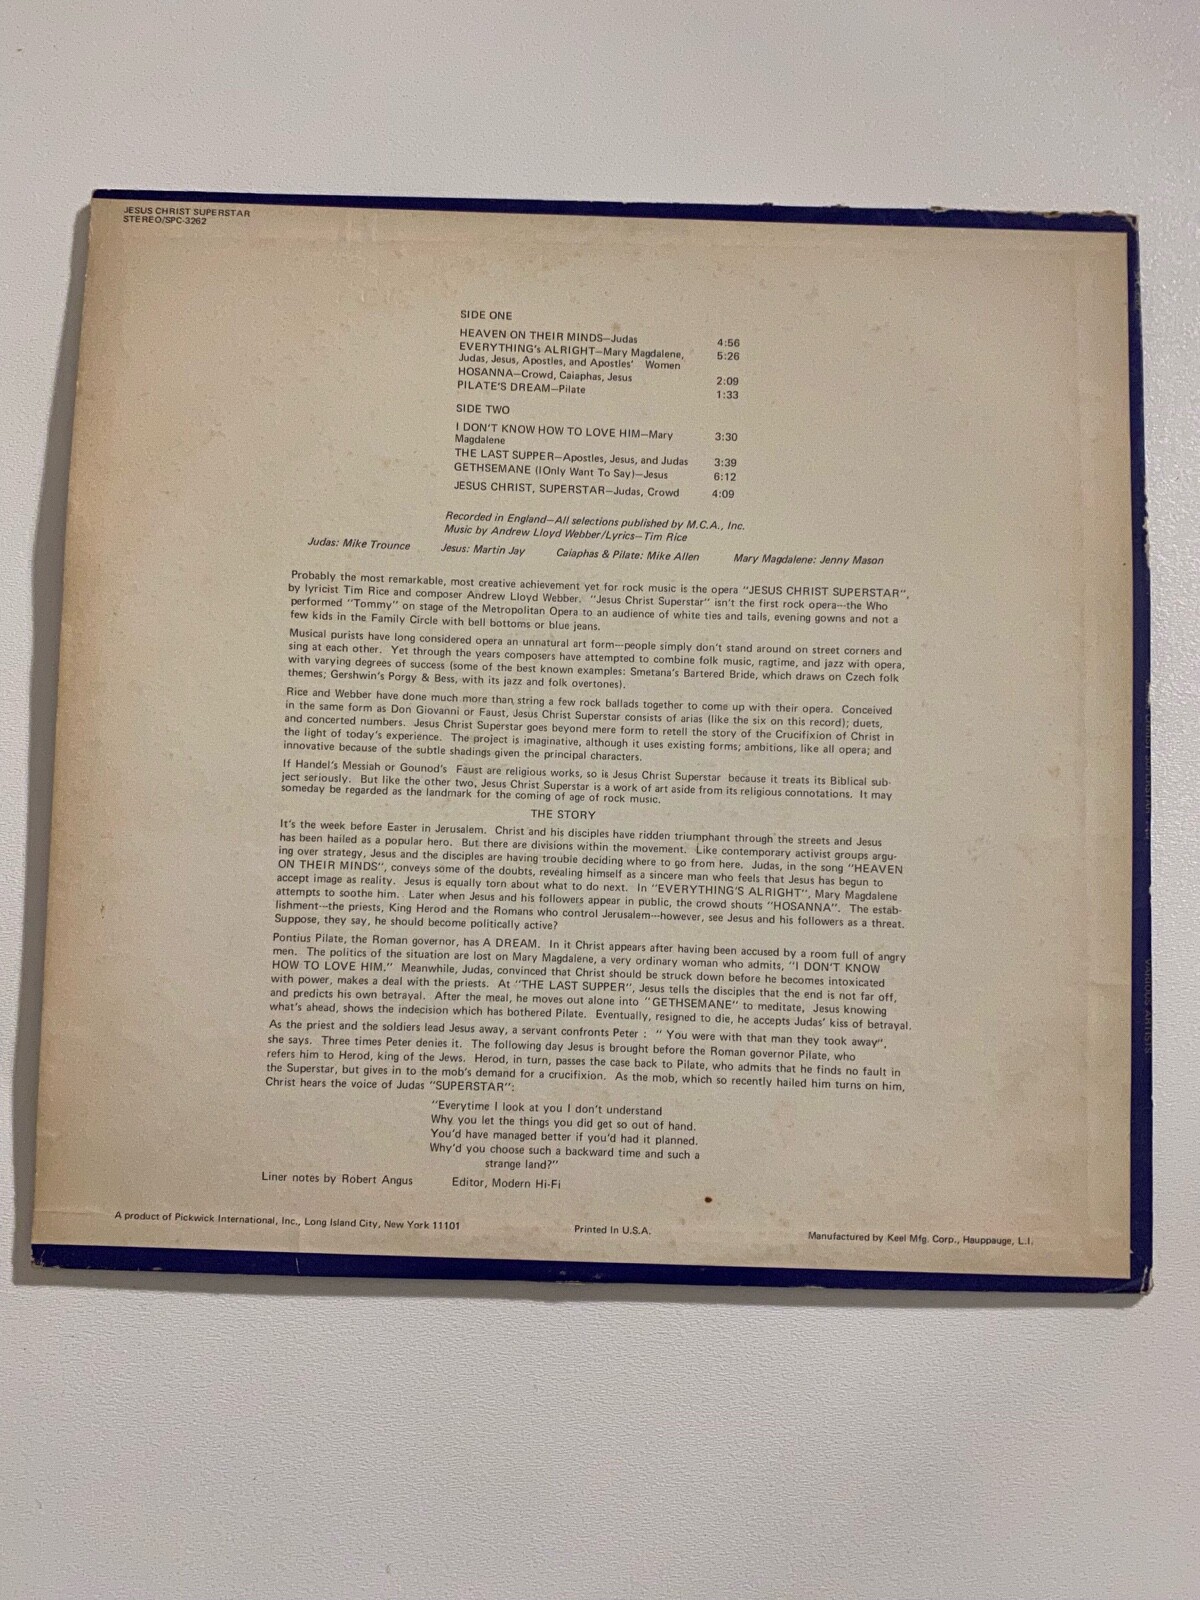 JESUS CHRIST SUPERSTAR
STEREO/SPC-3262
SIDE ONE
HEAVEN ON THEIR MINDS—Judas 4:56
EVERYTHING's ALRIGHT—Mary Magdalene, 5:26
Judas, Jesus, Apostles, and Apostles' Women
HOSANNA—Crowd, Caiaphas, Jesus 2:09
PILATE'S DREAM—Pilate 1:33
SIDE TWO
I DON'T KNOW HOW TO LOVE HIM—Mary 3:30
Magdalene
THE LAST SUPPER—Apostles, Jesus, and Judas 3:39
GETHSEMANE (IOnly Want To Say)—Jesus 6:12
JESUS CHRIST, SUPERSTAR—Judas, Crowd 4:09
Recorded in England—All selections published by M.C.A., Inc.
Music by Andrew Lloyd Webber/Lyrics—Tim Rice
Judas: Mike Trounce Jesus: Martin Jay Caiaphas & Pilate: Mike Allen Mary Magdalene: Jenny Mason
Probably the most remarkable, most creative achievement yet for rock music is the opera "JESUS CHRIST SUPERSTAR",
by lyricist Tim Rice and composer Andrew Lloyd Webber. "Jesus Christ Superstar" isn't the first rock opera---the Who
performed "Tommy" on stage of the Metropolitan Opera to an audience of white ties and tails, evening gowns and not a
few kids in the Family Circle with bell bottoms or blue jeans.
Musical purists have long considered opera an unnatural art form---people simply don't stand around on street corners and
sing at each other. Yet through the years composers have attempted to combine folk music, ragtime, and jazz with opera,
with varying degrees of success (some of the best known examples: Smetana's Bartered Bride, which draws on Czech folk
themes; Gershwin's Porgy & Bess, with its jazz and folk overtones).
Rice and Webber have done much more than string a few rock ballads together to come up with their opera. Conceived
in the same form as Don Giovanni or Faust, Jesus Christ Superstar consists of arias (like the six on this record); duets,
and concerted numbers. Jesus Christ Superstar goes beyond mere form to retell the story of the Crucifixion of Christ in
the light of today's experience. The project is imaginative, although it uses existing forms; ambitions, like all opera; and
innovative because of the subtle shadings given the principal characters.
If Handel's Messiah or Gounod's Faust are religious works, so is Jesus Christ Superstar because it treats its Biblical sub-
ject seriously. But like the other two, Jesus Christ Superstar is a work of art aside from its religious connotations. It may
someday be regarded as the landmark for the coming of age of rock music.
THE STORY
It's the week before Easter in Jerusalem. Christ and his disciples have ridden triumphant through the streets and Jesus
has been hailed as a popular hero. But there are divisions within the movement. Like contemporary activist groups argu-
ing over strategy, Jesus and the disciples are having trouble deciding where to go from here. Judas, in the song "HEAVEN
ON THEIR MINDS", conveys some of the doubts, revealing himself as a sincere man who feels that Jesus has begun to
accept image as reality. Jesus is equally torn about what to do next. In "EVERYTHING'S ALRIGHT", Mary Magdalene
attempts to soothe him. Later when Jesus and his followers appear in public, the crowd shouts "HOSANNA". The estab-
lishment---the priests, King Herod and the Romans who control Jerusalem---however, see Jesus and his followers as a threat.
Suppose, they say, he should become politically active?
Pontius Pilate, the Roman governor, has A DREAM. In it Christ appears after having been accused by a room full of angry
men. The politics of the situation are lost on Mary Magdalene, a very ordinary woman who admits, "I DON'T KNOW
HOW TO LOVE HIM." Meanwhile, Judas, convinced that Christ should be struck down before he becomes intoxicated
with power, makes a deal with the priests. At "THE LAST SUPPER", Jesus tells the disciples that the end is not far off,
and predicts his own betrayal. After the meal, he moves out alone into "GETHSEMANE" to meditate, Jesus knowing
what's ahead, shows the indecision which has bothered Pilate. Eventually, resigned to die, he accepts Judas' kiss of betrayal.
As the priest and the soldiers lead Jesus away, a servant confronts Peter : " You were with that man they took away",
she says. Three times Peter denies it. The following day Jesus is brought before the Roman governor Pilate, who
refers him to Herod, king of the Jews. Herod, in turn, passes the case back to Pilate, who admits that he finds no fault in
the Superstar, but gives in to the mob's demand for a crucifixion. As the mob, which so recently hailed him turns on him,
Christ hears the voice of Judas "SUPERSTAR":
"Everytime I look at you I don't understand
Why you let the things you did get so out of hand.
You'd have managed better if you'd had it planned.
Why'd you choose such a backward time and such a
strange land?"
Liner notes by Robert Angus Editor, Modern Hi-Fi
A product of Pickwick International, Inc., Long Island City, New York 11101 Printed In U.S.A. Manufactured by Keel Mfg. Corp., Hauppauge, L.I.
VARIOUS ARTISTS